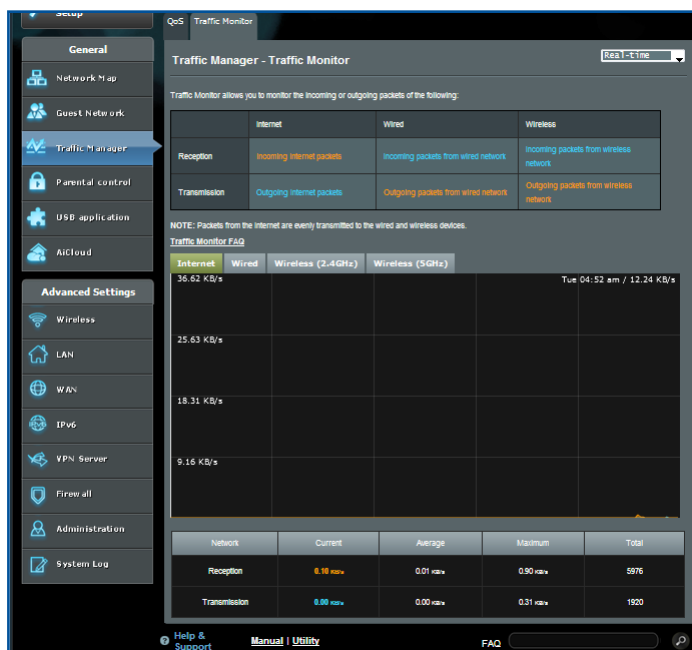 Setup
General
Network Map
Guest Network
Traffic Manager
Parental control
USB application
AiCloud
Advanced Settings
Wireless
LAN
WAN
IPv6
VPN Server
Firewall
Administration
System Log
QoS Traffic Monitor
Traffic Manager - Traffic Monitor
Real-time
Traffic Monitor allows you to monitor the incoming or outgoing packets of the following:
Internet Wired Wireless
Reception Incoming internet packets Incoming packets from wired network Incoming packets from wireless network
Transmission Outgoing internet packets Outgoing packets from wired network Outgoing packets from wireless network
NOTE: Packets from the Internet are evenly transmitted to the wired and wireless devices.
Traffic Monitor FAQ
Internet Wired Wireless (2.4GHz) Wireless (5GHz)
36.62 KB/s Tue 04:52 am / 12.24 KB/s
25.63 KB/s
18.31 KB/s
9.16 KB/s
Network Current Average Maximum Total
Reception 0.10 KB/s 0.01 KB/s 0.90 KB/s 5976
Transmission 0.00 KB/s 0.00 KB/s 0.31 KB/s 1920
Help & Support Manual | Utility FAQ